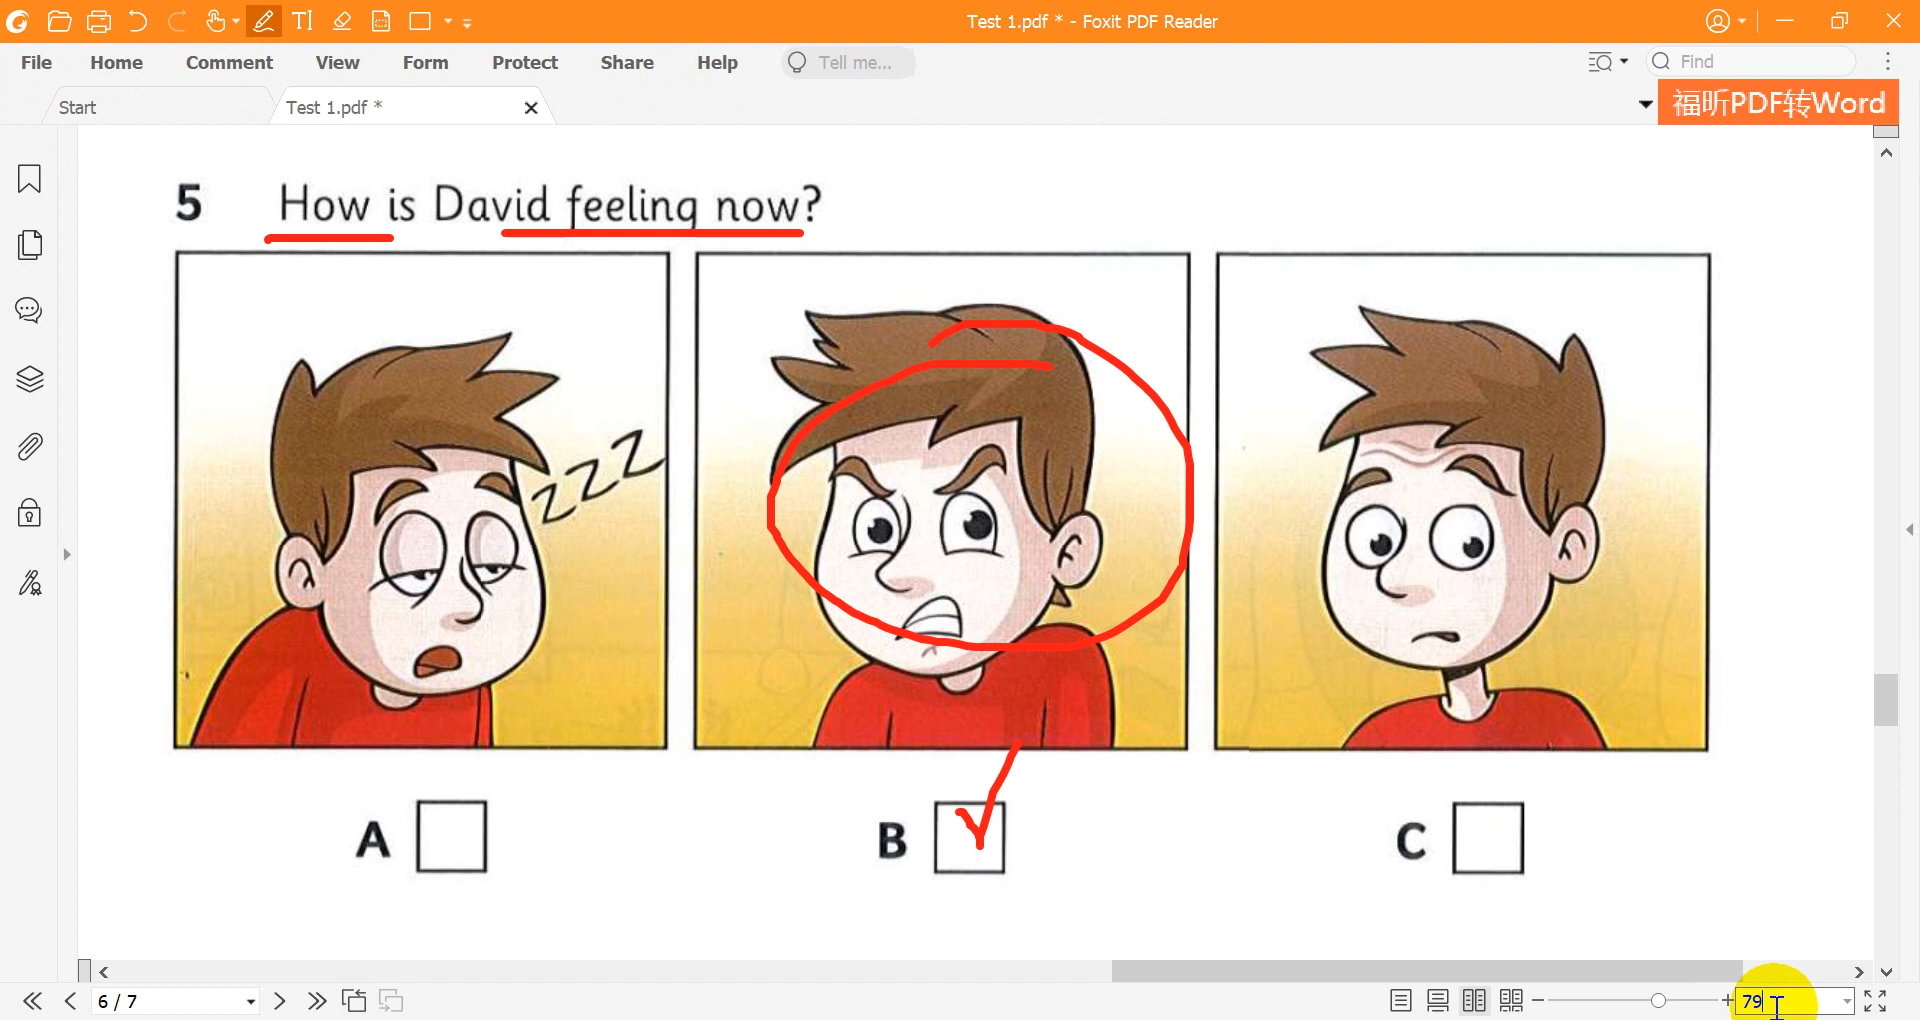 Test 1.pdf * - Foxit PDF Reader
File Home Comment View Form Protect Share Help Tell me... Find
Start Test 1.pdf * 福昕PDF转Word
5 How is David feeling now?
zzz
A B C
6 / 7 79